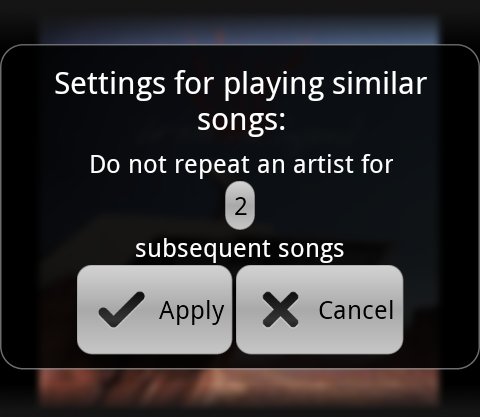 Settings for playing similar
songs:
Do not repeat an artist for
2
subsequent songs
Apply Cancel